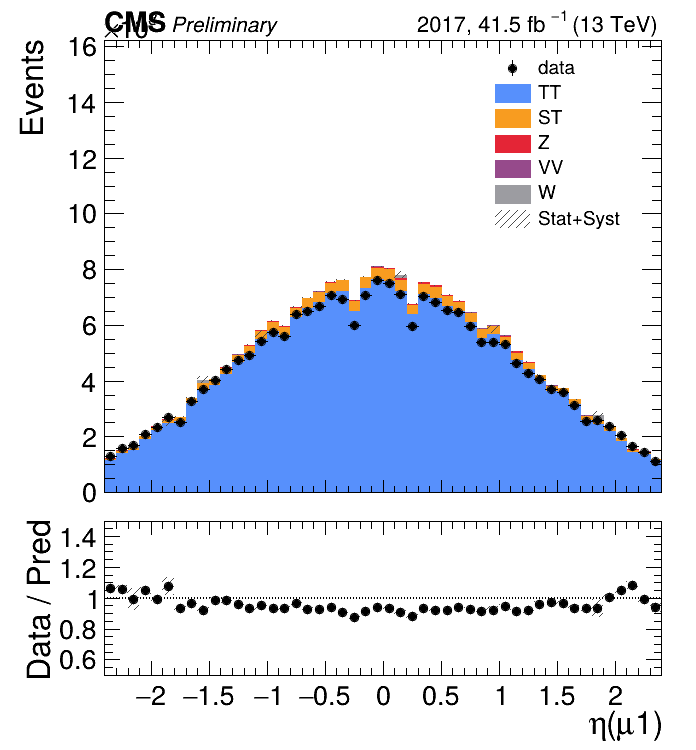 CMS Preliminary 2017, 41.5 fb⁻¹ (13 TeV)
Events
16
14
12
10
8
6
4
2
0
data
TT
ST
Z
VV
W
Stat+Syst
Data / Pred
1.4
1.2
1
0.8
0.6
−2 −1.5 −1 −0.5 0 0.5 1 1.5 2
η(μ1)